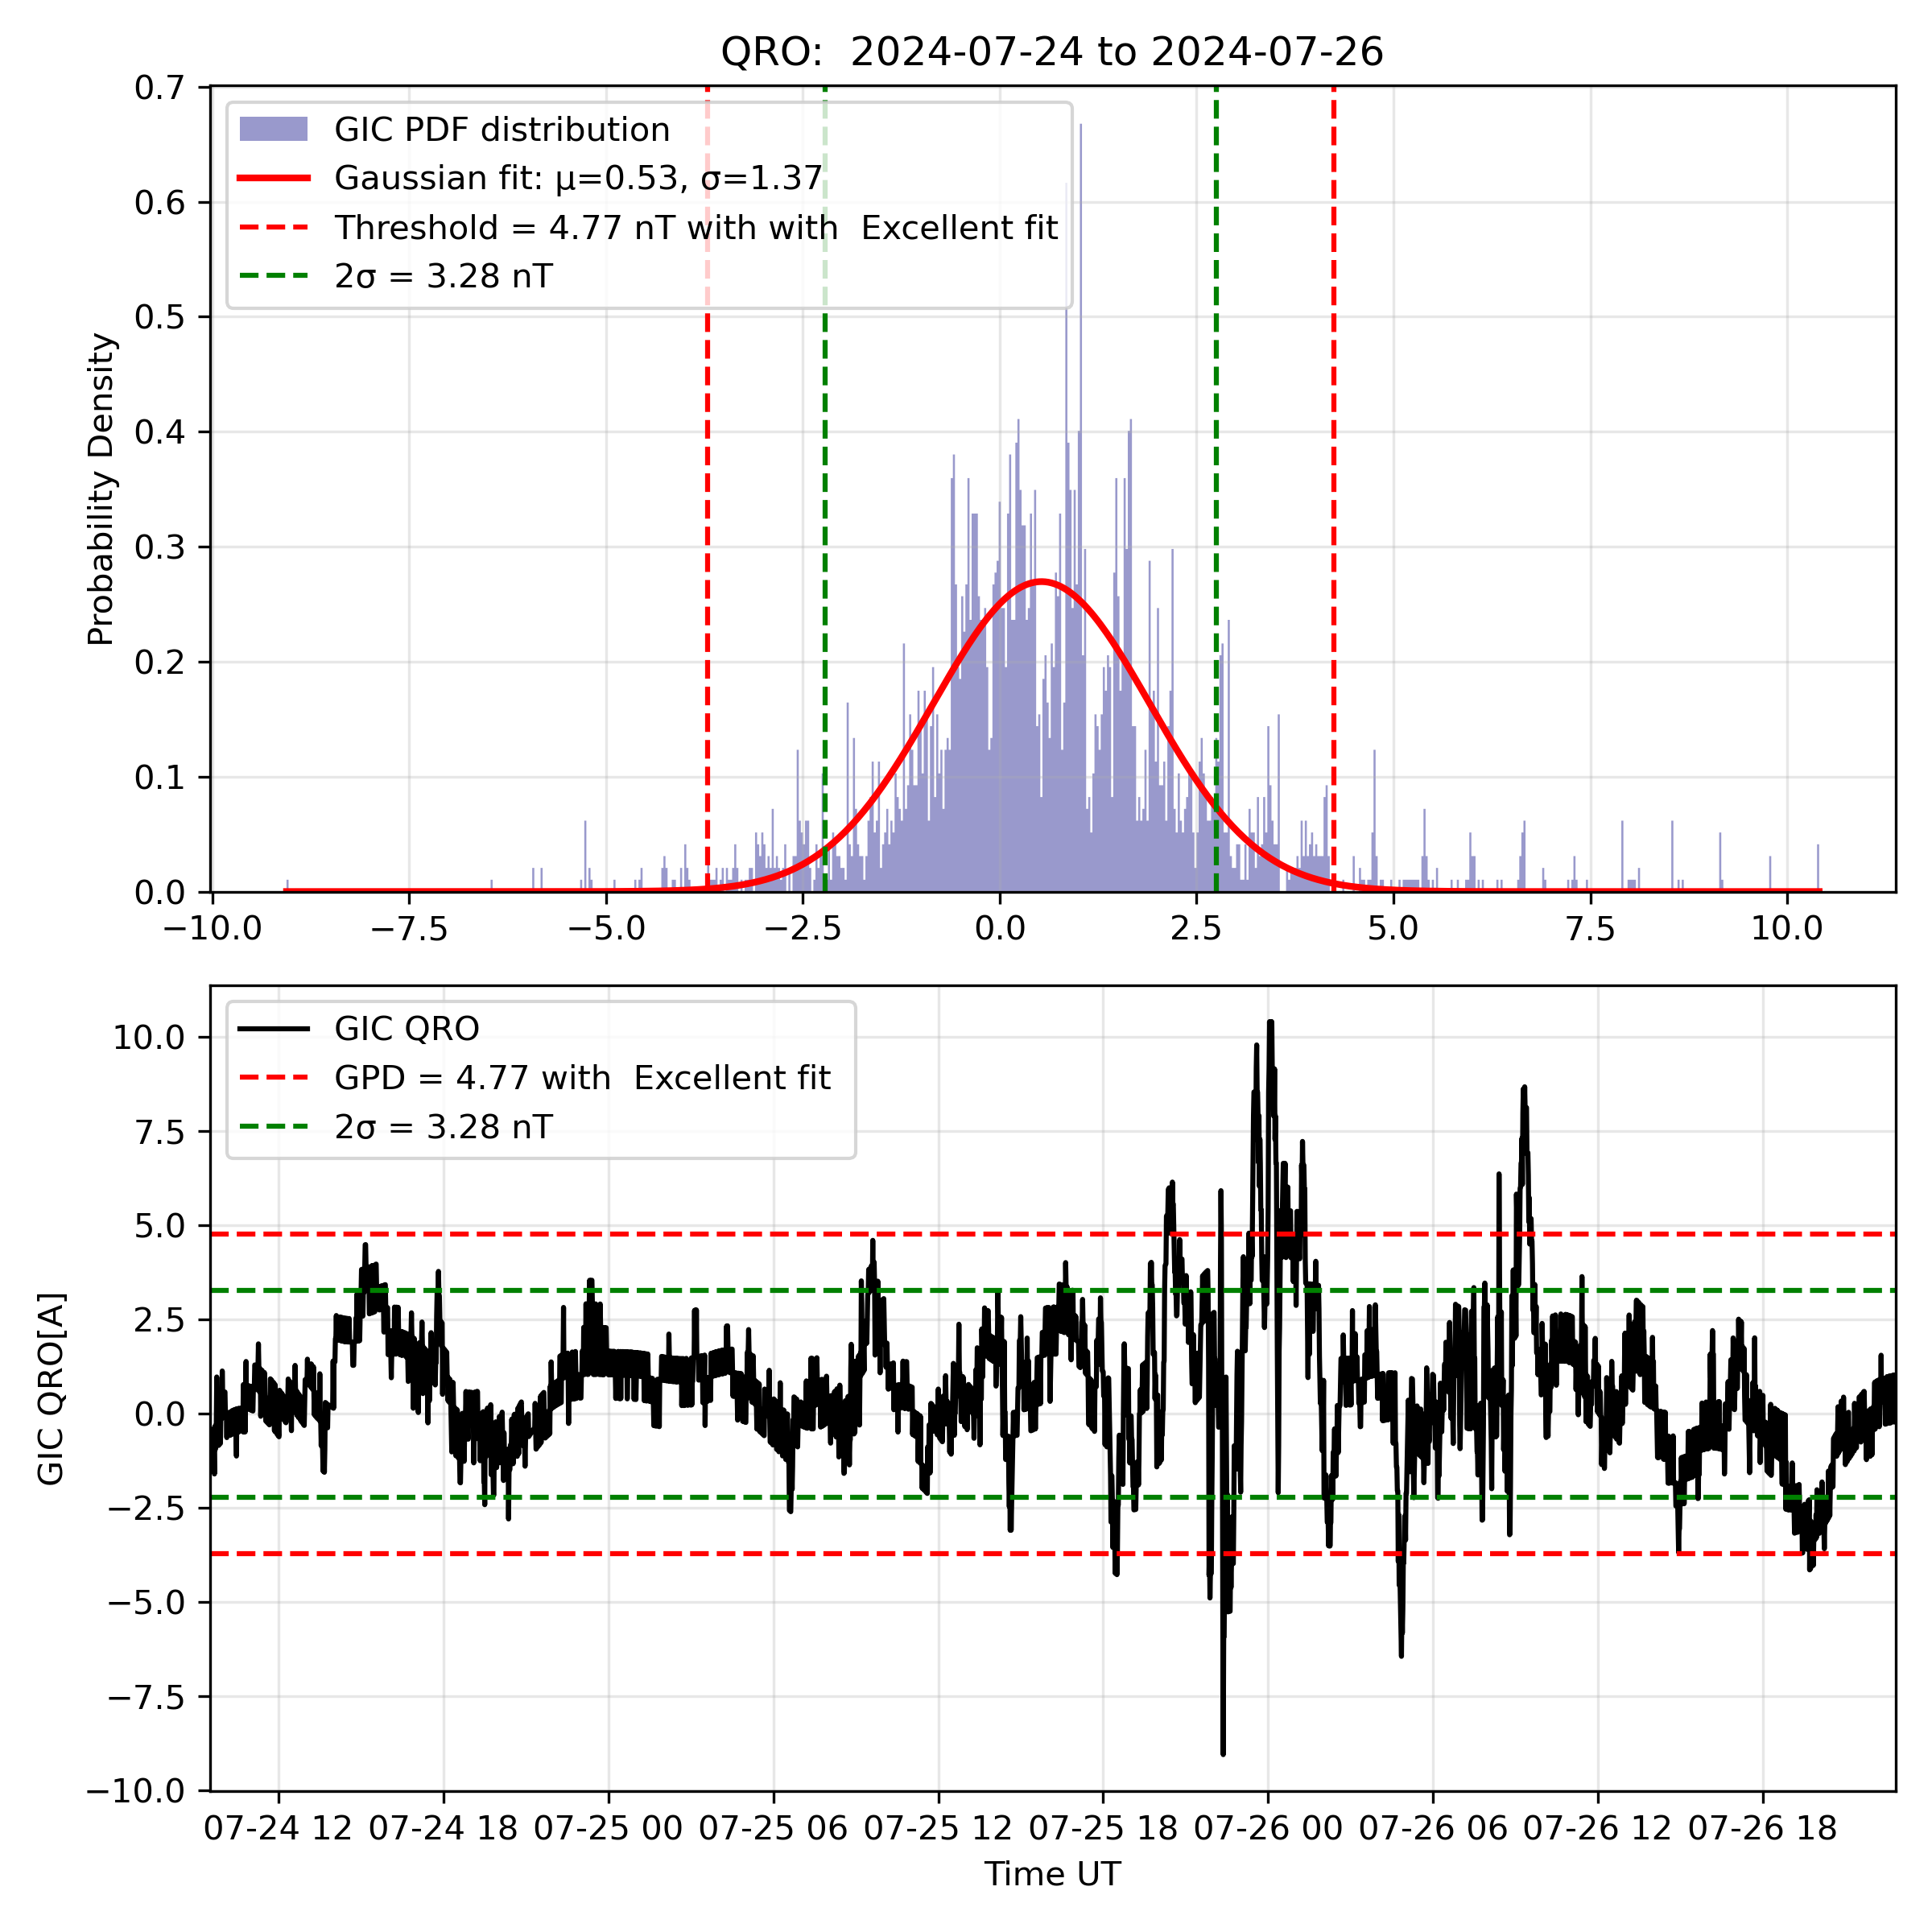 QRO:  2024-07-24 to 2024-07-26
0.7
0.6
0.5
0.4
0.3
0.2
0.1
0.0
Probability Density
GIC PDF distribution
Gaussian fit: μ=0.53, σ=1.37
Threshold = 4.77 nT with with  Excellent fit
2σ = 3.28 nT
−10.0 −7.5 −5.0 −2.5 0.0 2.5 5.0 7.5 10.0
10.0
7.5
5.0
2.5
0.0
−2.5
−5.0
−7.5
−10.0
GIC QRO[A]
GIC QRO
GPD = 4.77 with  Excellent fit
2σ = 3.28 nT
07-24 12 07-24 18 07-25 00 07-25 06 07-25 12 07-25 18 07-26 00 07-26 06 07-26 12 07-26 18
Time UT